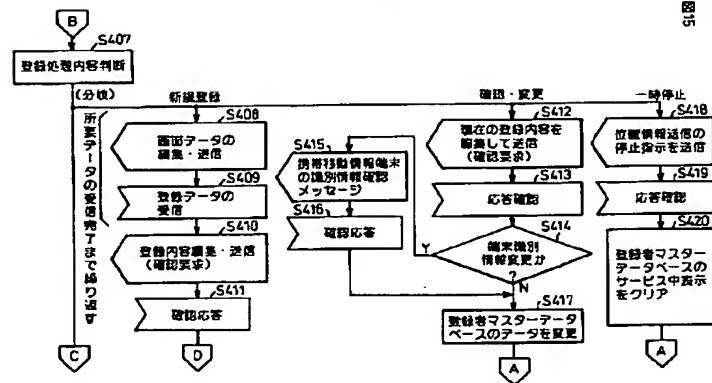 図15
B
S407
登録処理内容判断
(分岐)
新規登録
確認・変更
一時停止
所要データの受信完了まで繰り返す
S408
画面データの
編集・送信
S409
登録データの
受信
S410
登録内容編集・送信
(確認要求)
S411
確認応答
C
D
S415
携帯移動情報端末
の識別情報確認
メッセージ
S416
確認応答
S412
現在の登録内容を
編集して送信
(確認要求)
S413
応答確認
S414
端末識別
情報変更か
?
Y
N
S417
登録者マスターデータ
ベースのデータを変更
A
S418
位置情報送信の
停止指示を送信
S419
応答確認
S420
登録者マスター
データベースの
サービス中表示
をクリア
A